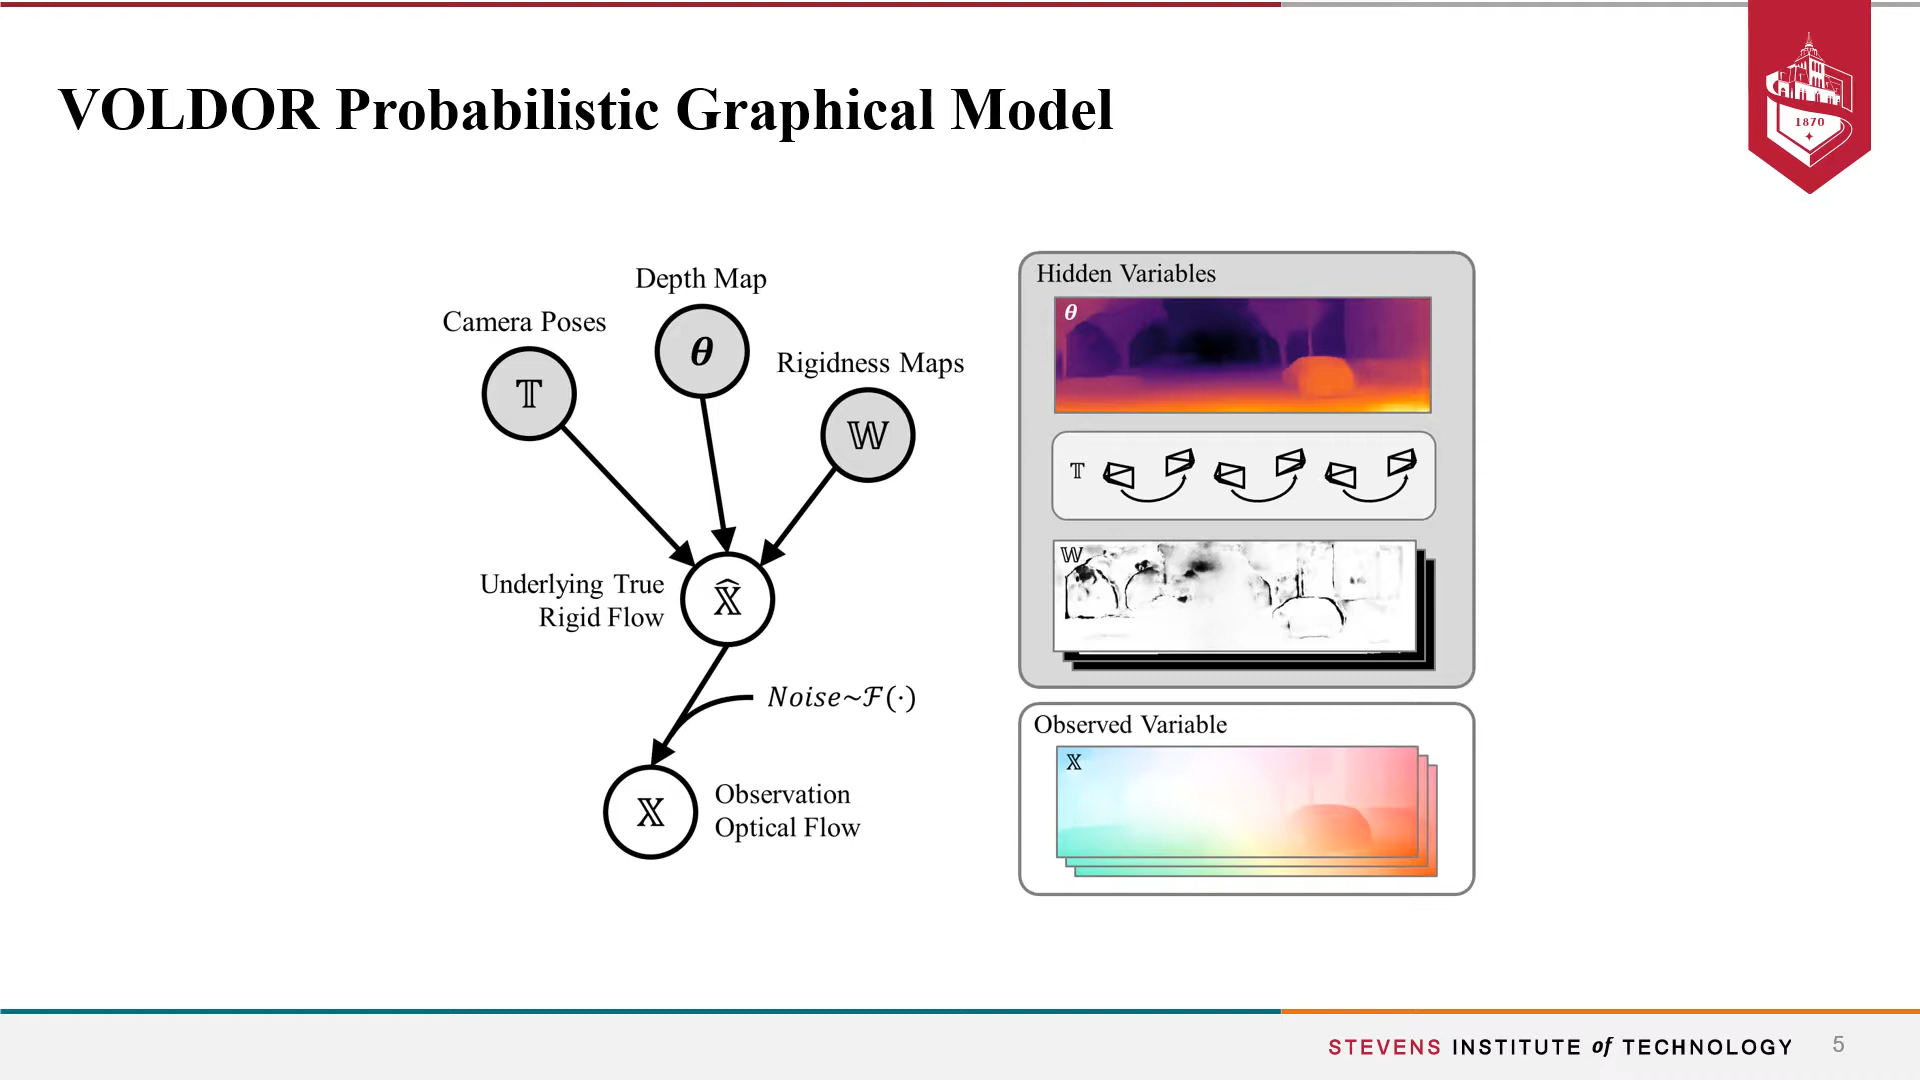 1870
VOLDOR Probabilistic Graphical Model
Depth Map
Camera Poses
Rigidness Maps
𝜽
𝕋
𝕎
Underlying True
Rigid Flow
𝕏̂
Noise~ℱ(·)
𝕏
Observation
Optical Flow
Hidden Variables
𝜽
𝕋
𝕎
Observed Variable
𝕏
STEVENS INSTITUTE of TECHNOLOGY
5